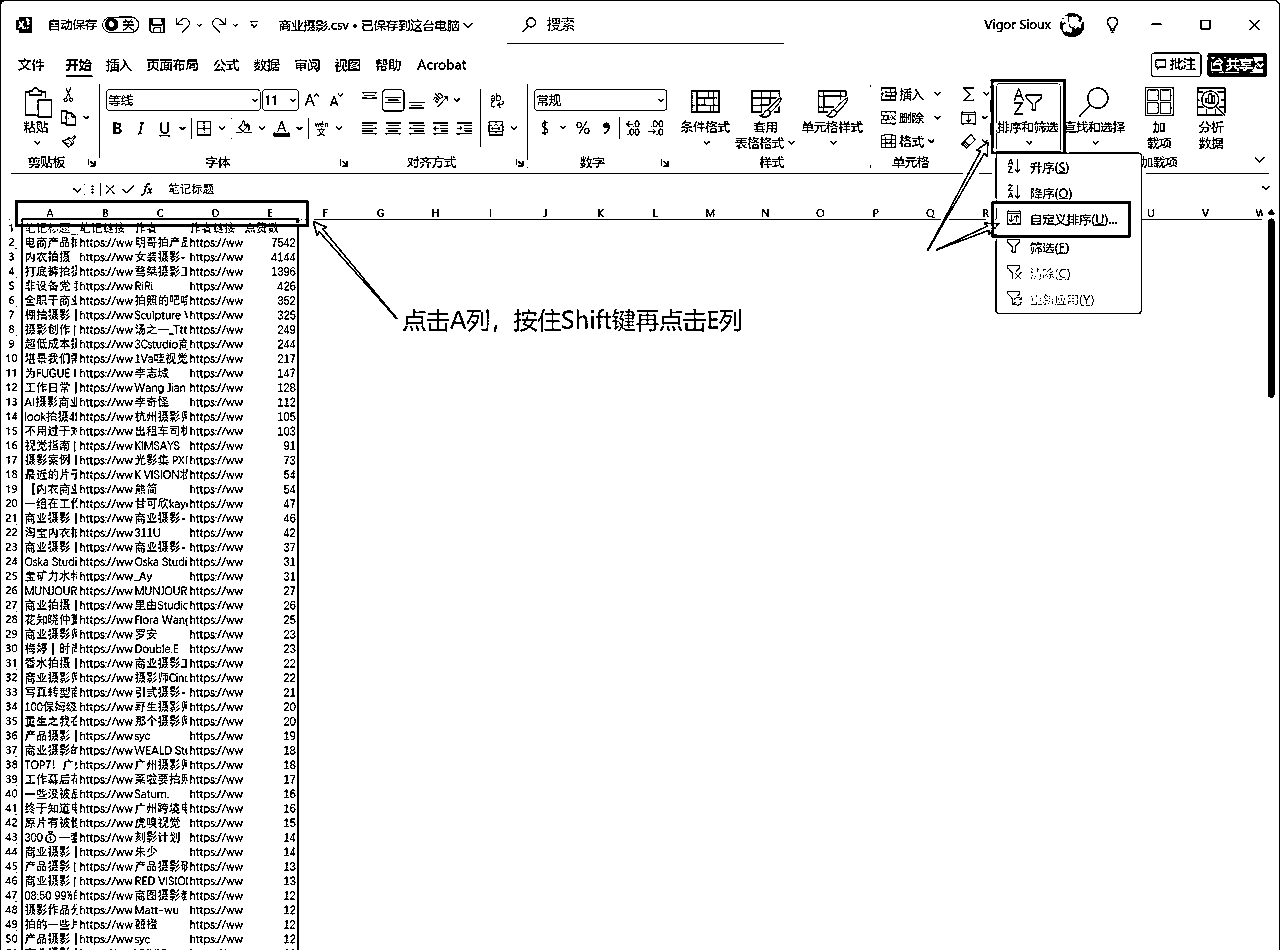 自动保存 关 商业摄影.csv • 已保存到这台电脑 搜索 Vigor Sioux
文件 开始 插入 页面布局 公式 数据 审阅 视图 帮助 Acrobat 批注 共享
等线 11 A^ A˅ 常规 插入 Σ
粘贴 B I U A $ % 条件格式 套用 表格格式 单元格样式 删除 格式 排序和筛选 查找和选择 加载项 分析数据
剪贴板 字体 对齐方式 数字 样式 单元格 加载项
升序(S)
降序(O)
自定义排序(U)...
筛选(F)
清除(C)
重新应用(Y)
fx 笔记标题
A B C D E F G H I J K L M N O P Q R U V W
1 笔记标题 笔记链接 作者 作者链接 点赞数
2 电商产品 https://ww 明哥拍产品 https://ww 7542
3 内衣拍摄 https://ww 女装摄影- https://ww 4144
4 打底裤拍摄 https://ww https://ww 1396
5 非设备党 https://ww RiRi https://ww 426
6 全职干商业 https://ww 拍照的吧 https://ww 352
7 棚拍摄影 https://ww Sculpture https://ww 325
8 摄影创作 https://ww 汤之一_Ttt https://ww 249
9 超低成本 https://ww 3Cstudio商 https://ww 244
10 堪景我们 https://ww 1Va哇视觉 https://ww 217
11 为FUGUE https://ww 李志城 https://ww 147
12 工作日常 https://ww Wang Jian https://ww 128
13 AI摄影商业 https://ww 李奇怪 https://ww 112
14 look拍摄 https://ww 杭州摄影师 https://ww 105
15 不用过于 https://ww 出租车司机 https://ww 103
16 视觉指南 https://ww KIMSAYS https://ww 91
17 摄影案例 https://ww 光影集 PX https://ww 73
18 最近的片子 https://ww K VISION https://ww 54
19 【内衣商业 https://ww 熊简 https://ww 54
20 一组在工作 https://ww 甘可欣kay https://ww 47
21 商业摄影 https://ww 商业摄影- https://ww 46
22 淘宝内衣 https://ww 311U https://ww 42
23 商业摄影 https://ww 商业摄影- https://ww 37
24 Oska Studi https://ww Oska Studi https://ww 31
25 宝矿力水特 https://ww _Ay https://ww 31
26 MUNJOUR https://ww MUNJOUR https://ww 27
27 商业拍摄 https://ww 里由Studio https://ww 26
28 花知晓仲夏 https://ww Flora Wang https://ww 25
29 商业摄影师 https://ww 罗安 https://ww 23
30 梅婷 | 时尚 https://ww Double.E https://ww 23
31 香水拍摄 https://ww 商业摄影 https://ww 22
32 商业摄影师 https://ww 摄影师Cind https://ww 22
33 写真转型商 https://ww 引式摄影- https://ww 21
34 100保姆级 https://ww 野生摄影师 https://ww 20
35 重生之我在 https://ww 那个摄影师 https://ww 20
36 产品摄影 https://ww syc https://ww 19
37 商业摄影 https://ww WEALD St https://ww 18
38 TOP7！广 https://ww 广州摄影 https://ww 18
39 工作幕后 https://ww 菜啦要拍 https://ww 17
40 一些没被 https://ww Saturn. https://ww 16
41 终于知道 https://ww 广州跨境电 https://ww 16
42 原片有被 https://ww 虎嗅视觉 https://ww 15
43 300 一 https://ww 刻影计划 https://ww 14
44 商业摄影 https://ww 朱少 https://ww 14
45 产品摄影 https://ww 产品摄影 https://ww 13
46 商业摄影 https://ww RED VISIO https://ww 13
47 08:50 99% https://ww 商图摄影 https://ww 12
48 摄影作品 https://ww Matt-wu https://ww 12
49 拍的一些 https://ww https://ww 12
50 产品摄影 https://ww syc https://ww 12
点击A列，按住Shift键再点击E列